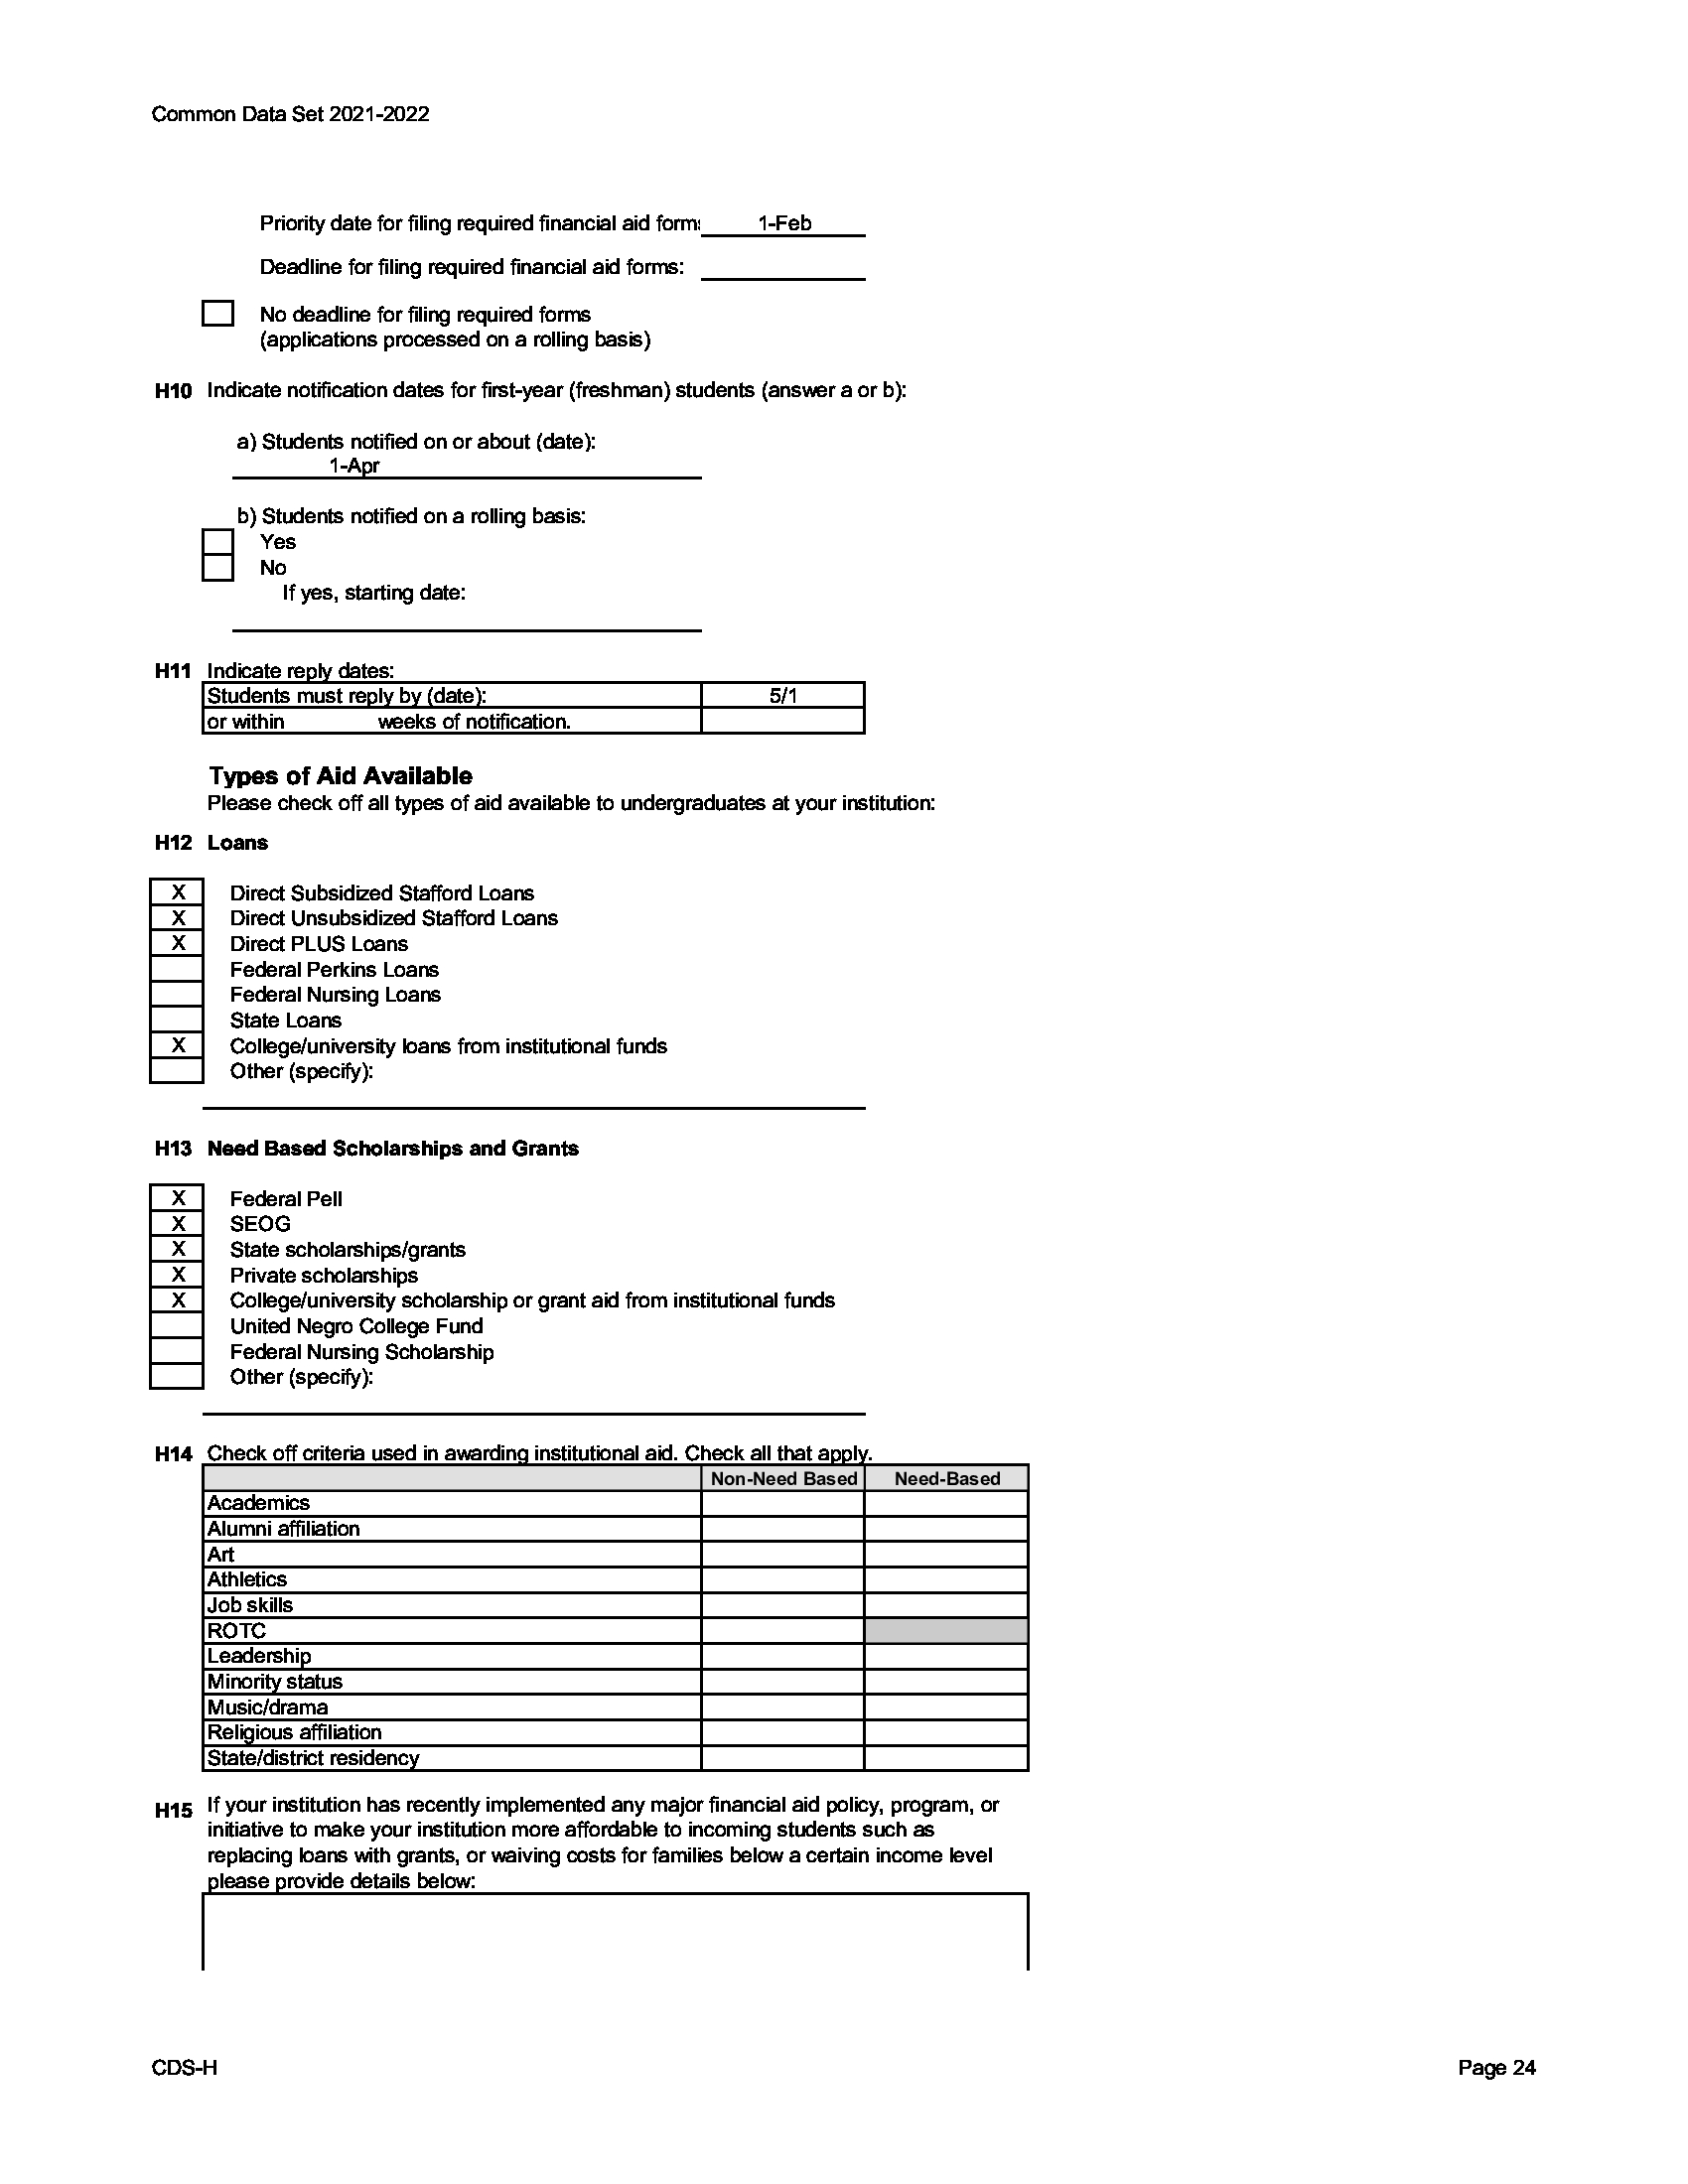 Common Data Set 2021-2022
Priority date for filing required financial aid forms 1-Feb
Deadline for filing required financial aid forms:
No deadline for filing required forms
(applications processed on a rolling basis)
H10 Indicate notification dates for first-year (freshman) students (answer a or b):
a) Students notified on or about (date):
1-Apr
b) Students notified on a rolling basis:
Yes
No
If yes, starting date:
H11 Indicate reply dates:
Students must reply by (date): 5/1
or within weeks of notification.
Types of Aid Available
Please check off all types of aid available to undergraduates at your institution:
H12 Loans
X Direct Subsidized Stafford Loans
X Direct Unsubsidized Stafford Loans
X Direct PLUS Loans
Federal Perkins Loans
Federal Nursing Loans
State Loans
X College/university loans from institutional funds
Other (specify):
H13 Need Based Scholarships and Grants
X Federal Pell
X SEOG
X State scholarships/grants
X Private scholarships
X College/university scholarship or grant aid from institutional funds
United Negro College Fund
Federal Nursing Scholarship
Other (specify):
H14 Check off criteria used in awarding institutional aid. Check all that apply.
Non-Need Based Need-Based
Academics
Alumni affiliation
Art
Athletics
Job skills
ROTC
Leadership
Minority status
Music/drama
Religious affiliation
State/district residency
H15 If your institution has recently implemented any major financial aid policy, program, or
initiative to make your institution more affordable to incoming students such as
replacing loans with grants, or waiving costs for families below a certain income level
please provide details below:
CDS-H Page 24